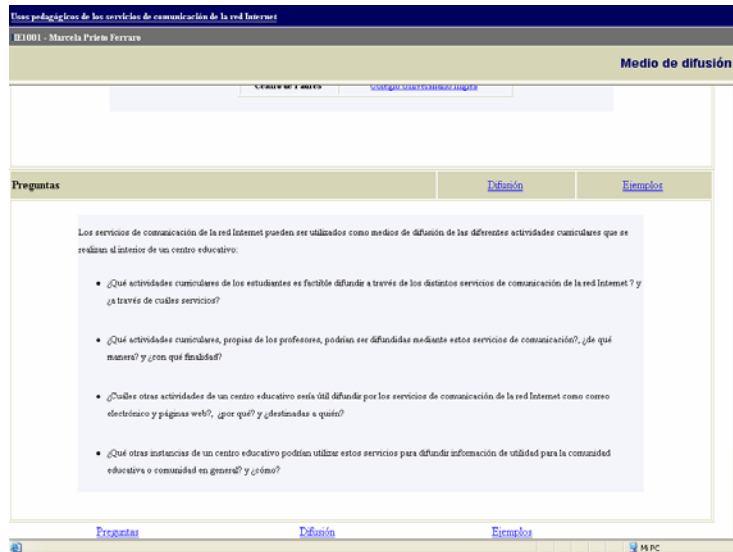 Usos pedagógicos de los servicios de comunicación de la red Internet
IE1001 - Marcela Prieto Ferraro
Medio de difusión
Centro de Padres Colegio Universitario Inglés
Preguntas Difusión Ejemplos
Los servicios de comunicación de la red Internet pueden ser utilizados como medios de difusión de las diferentes actividades curriculares que se
realizan al interior de un centro educativo:
• ¿Qué actividades curriculares de los estudiantes es factible difundir a través de los distintos servicios de comunicación de la red Internet ? y
¿a través de cuáles servicios?
• ¿Qué actividades curriculares, propias de los profesores, podrían ser difundidas mediante estos servicios de comunicación?, ¿de qué
manera? y ¿con qué finalidad?
• ¿Cuáles otras actividades de un centro educativo sería útil difundir por los servicios de comunicación de la red Internet como correo
electrónico y páginas web?, ¿por qué? y ¿destinadas a quién?
• ¿Qué otras instancias de un centro educativo podrían utilizar estos servicios para difundir información de utilidad para la comunidad
educativa o comunidad en general? y ¿cómo?
Preguntas Difusión Ejemplos
Mi PC